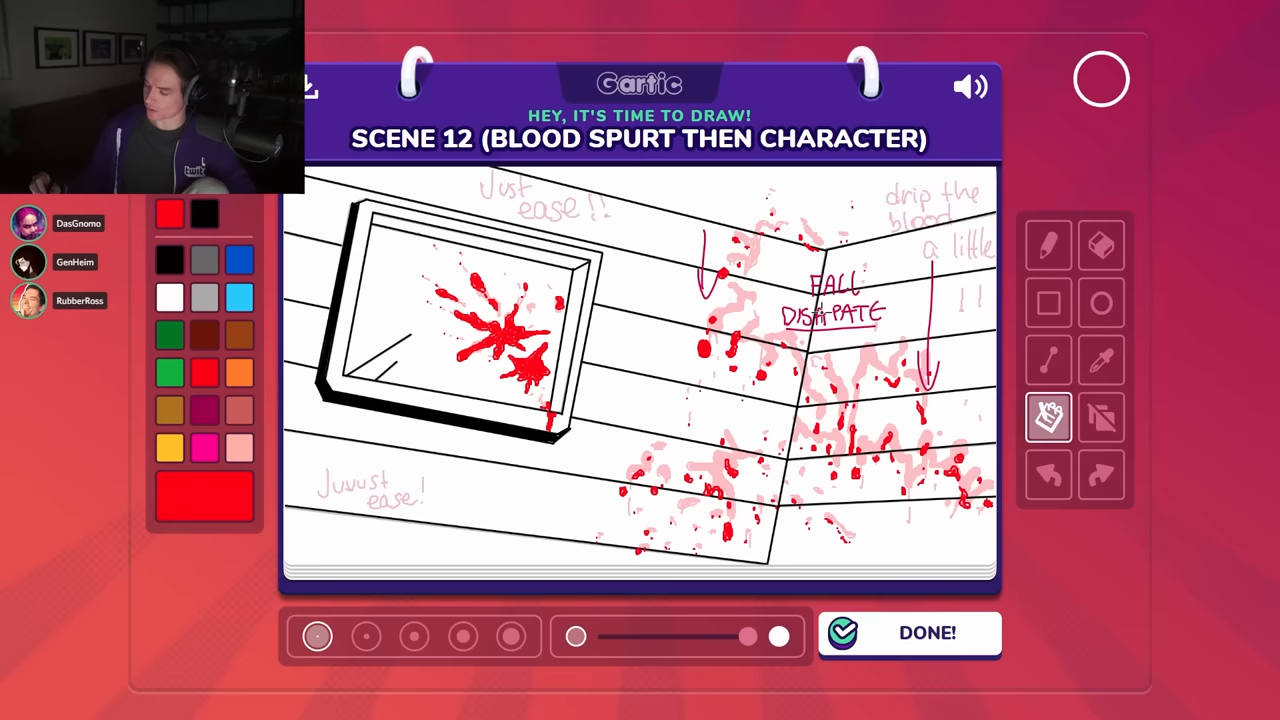 Gartic
HEY, IT'S TIME TO DRAW!
SCENE 12 (BLOOD SPURT THEN CHARACTER)
DasGnomo
GenHeim
RubberRoss
Just
ease!!
drip the
blood
a little
FALL
DISIPATE
Juuust
ease!
DONE!